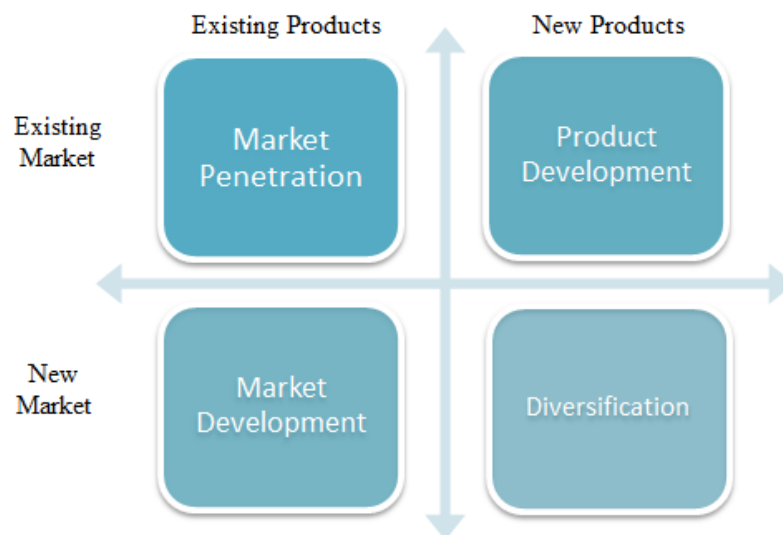 Existing Products
New Products
Existing
Market
Market
Penetration
Product
Development
New
Market
Market
Development
Diversification